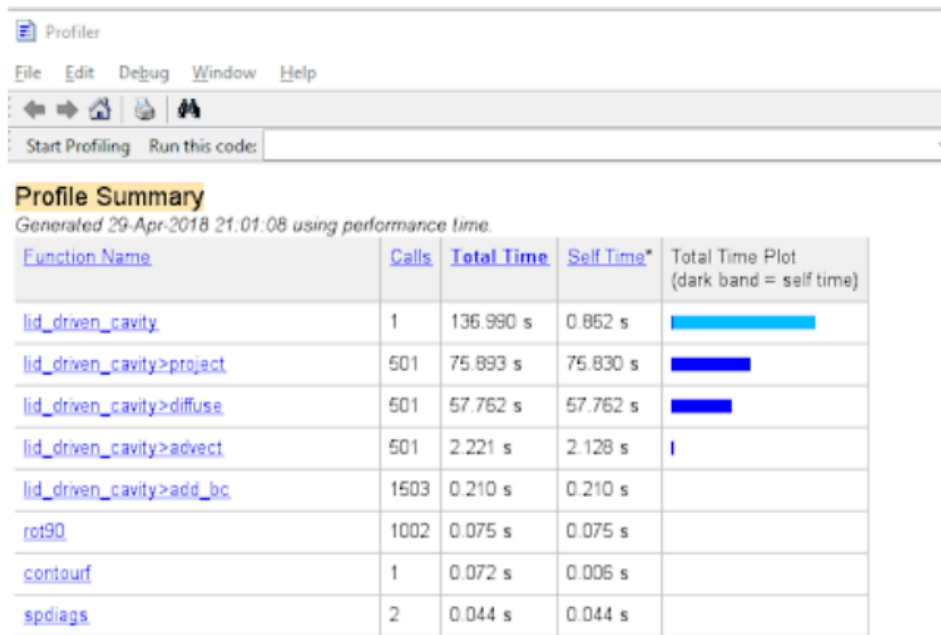 Profiler
File Edit Debug Window Help
Start Profiling Run this code:
Profile Summary
Generated 29-Apr-2018 21:01:08 using performance time.
Function Name Calls Total Time Self Time* Total Time Plot
(dark band = self time)
lid_driven_cavity 1 136.990 s 0.862 s
lid_driven_cavity>project 501 75.893 s 75.830 s
lid_driven_cavity>diffuse 501 57.762 s 57.762 s
lid_driven_cavity>advect 501 2.221 s 2.128 s
lid_driven_cavity>add_bc 1503 0.210 s 0.210 s
rot90 1002 0.075 s 0.075 s
contourf 1 0.072 s 0.006 s
spdiags 2 0.044 s 0.044 s